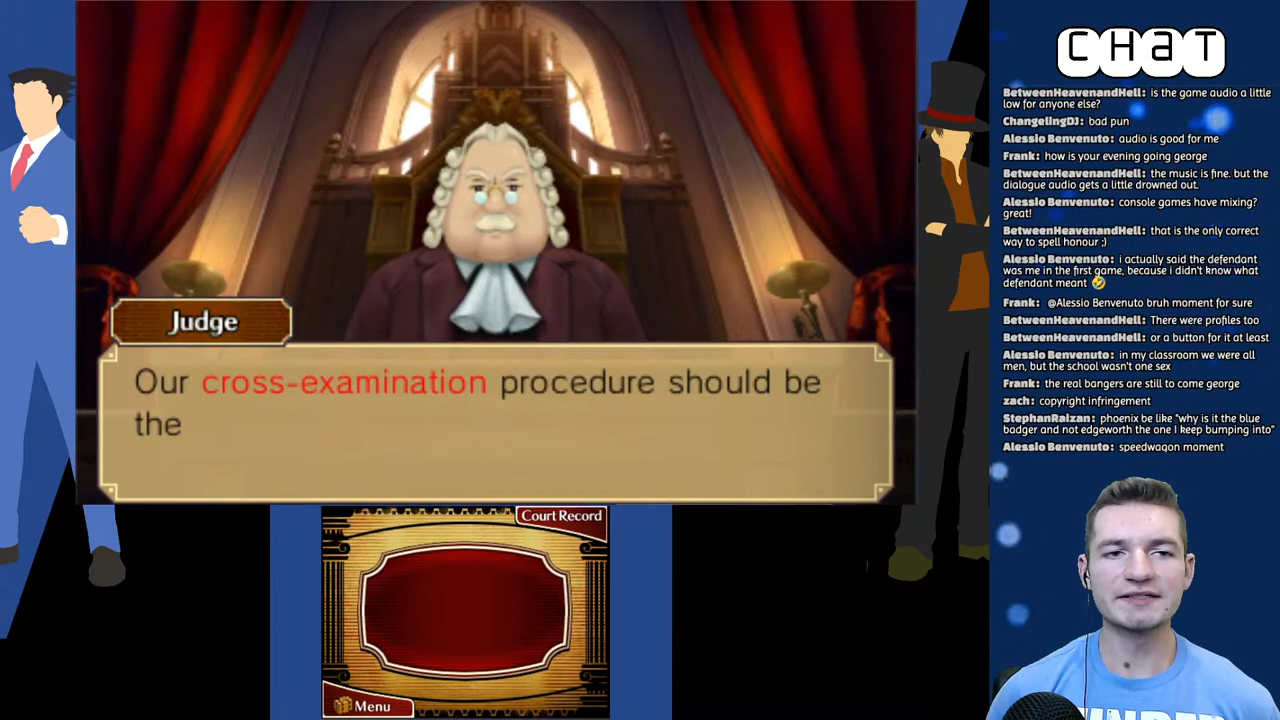 CHaT
BetweenHeavenandHell: is the game audio a little
low for anyone else?
ChangelingDJ: bad pun
Alessio Benvenuto: audio is good for me
Frank: how is your evening going george
BetweenHeavenandHell: the music is fine. but the
dialogue audio gets a little drowned out.
Alessio Benvenuto: console games have mixing?
great!
BetweenHeavenandHell: that is the only correct
way to spell honour ;)
Alessio Benvenuto: i actually said the defendant
was me in the first game, because i didn't know what
defendant meant 🤣
Frank: @Alessio Benvenuto bruh moment for sure
BetweenHeavenandHell: There were profiles too
BetweenHeavenandHell: or a button for it at least
Alessio Benvenuto: in my classroom we were all
men, but the school wasn't one sex
Frank: the real bangers are still to come george
zach: copyright infringement
StephanRaizan: phoenix be like "why is it the blue
badger and not edgeworth the one I keep bumping into"
Alessio Benvenuto: speedwagon moment
Judge
Our cross-examination procedure should be
the
Court Record
Menu